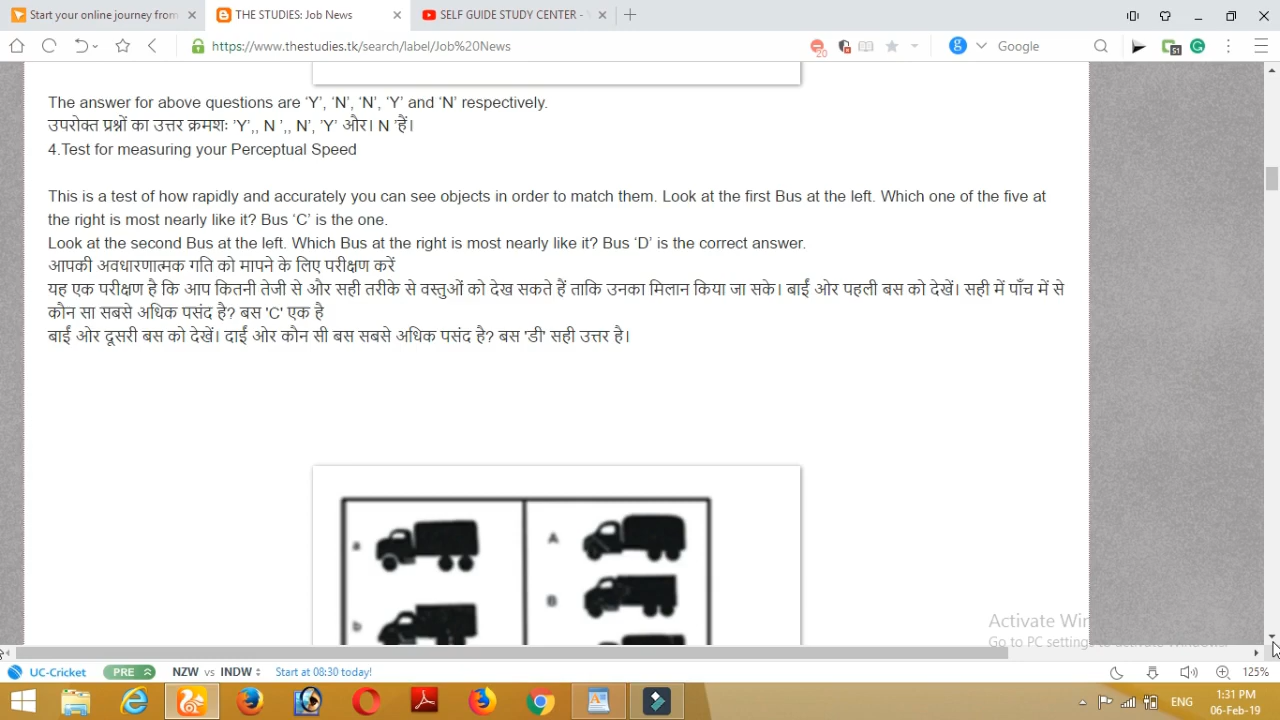 Start your online journey from
THE STUDIES: Job News
SELF GUIDE STUDY CENTER -
https://www.thestudies.tk/search/label/Job%20News
20
g
Google
51
The answer for above questions are ‘Y’, ‘N’, ‘N’, ‘Y’ and ‘N’ respectively.
उपरोक्त प्रश्नों का उत्तर क्रमशः ’Y’,, N ’,, N’, ’Y’ और। N ’हैं।
4.Test for measuring your Perceptual Speed
This is a test of how rapidly and accurately you can see objects in order to match them. Look at the first Bus at the left. Which one of the five at
the right is most nearly like it? Bus ‘C’ is the one.
Look at the second Bus at the left. Which Bus at the right is most nearly like it? Bus ‘D’ is the correct answer.
आपकी अवधारणात्मक गति को मापने के लिए परीक्षण करें
यह एक परीक्षण है कि आप कितनी तेजी से और सही तरीके से वस्तुओं को देख सकते हैं ताकि उनका मिलान किया जा सके। बाईं ओर पहली बस को देखें। सही में पाँच में से
कौन सा सबसे अधिक पसंद है? बस 'C' एक है
बाईं ओर दूसरी बस को देखें। दाईं ओर कौन सी बस सबसे अधिक पसंद है? बस 'डी' सही उत्तर है।
a
A
B
b
Activate Win
Go to PC settings to activate Windows.
UC-Cricket
PRE
NZW vs INDW
Start at 08:30 today!
125%
ENG
1:31 PM
06-Feb-19